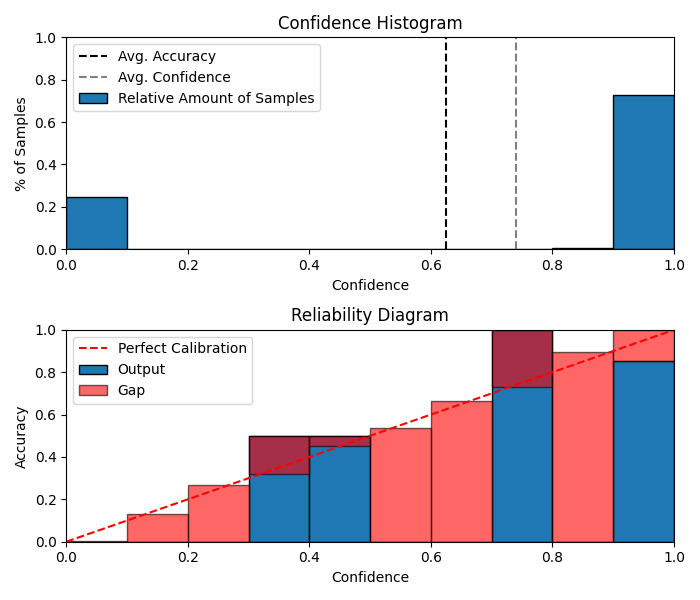 Confidence Histogram
1.0
0.8
0.6
0.4
0.2
0.0
% of Samples
Avg. Accuracy
Avg. Confidence
Relative Amount of Samples
0.0 0.2 0.4 0.6 0.8 1.0
Confidence
Reliability Diagram
1.0
0.8
0.6
0.4
0.2
0.0
Accuracy
Perfect Calibration
Output
Gap
0.0 0.2 0.4 0.6 0.8 1.0
Confidence